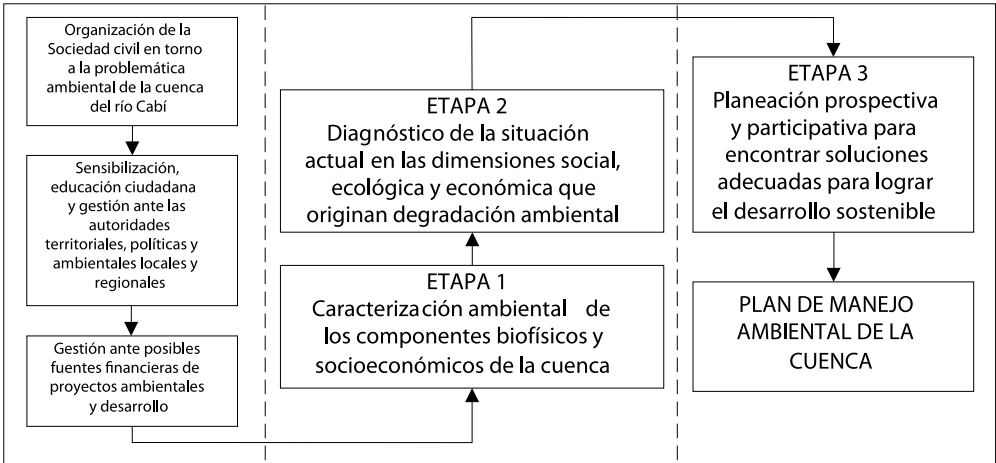 Organización de la
Sociedad civil en torno
a la problemática
ambiental de la cuenca
del río Cabí
Sensibilización,
educación ciudadana
y gestión ante las
autoridades
territoriales, políticas y
ambientales locales y
regionales
Gestión ante posibles
fuentes financieras de
proyectos ambientales
y desarrollo
ETAPA 1
Caracterización ambiental de
los componentes biofísicos y
socioeconómicos de la cuenca
ETAPA 2
Diagnóstico de la situación
actual en las dimensiones social,
ecológica y económica que
originan degradación ambiental
ETAPA 3
Planeación prospectiva
y participativa para
encontrar soluciones
adecuadas para lograr
el desarrollo sostenible
PLAN DE MANEJO
AMBIENTAL DE LA
CUENCA